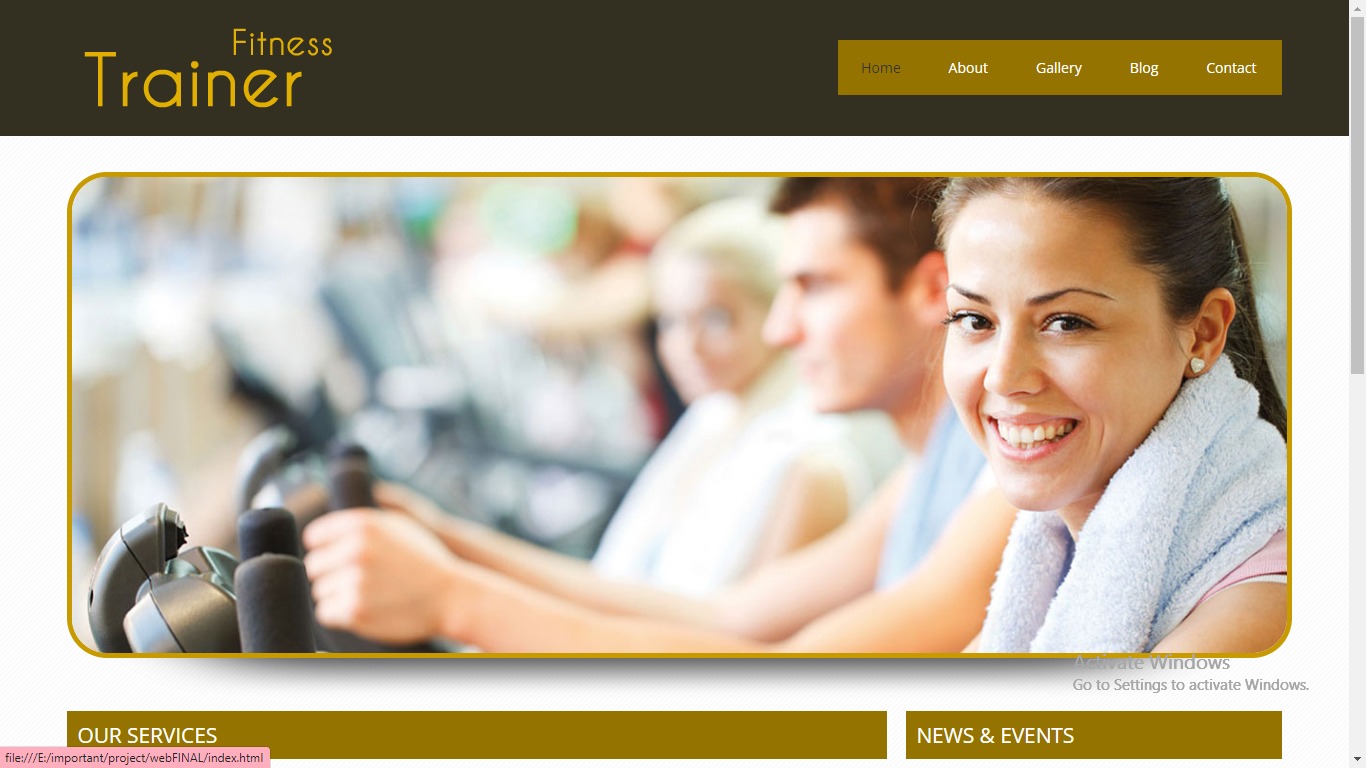 Fitness
Trainer
Home About Gallery Blog Contact
Activate Windows
Go to Settings to activate Windows.
OUR SERVICES
NEWS & EVENTS
file:///E:/important/project/webFINAL/index.html